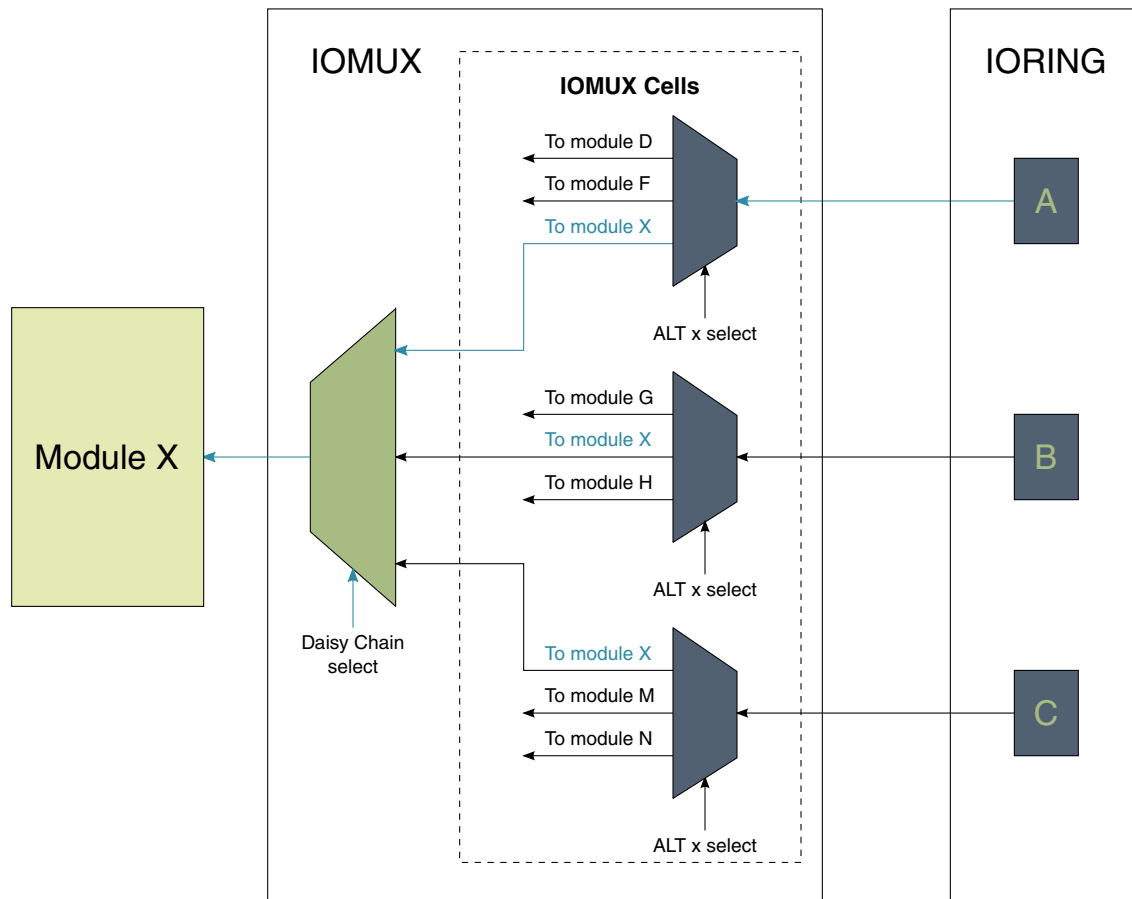 IOMUX
IORING
IOMUX Cells
To module D
To module F
To module X
A
ALT x select
Module X
To module G
To module X
To module H
B
ALT x select
Daisy Chain
select
To module X
To module M
To module N
C
ALT x select